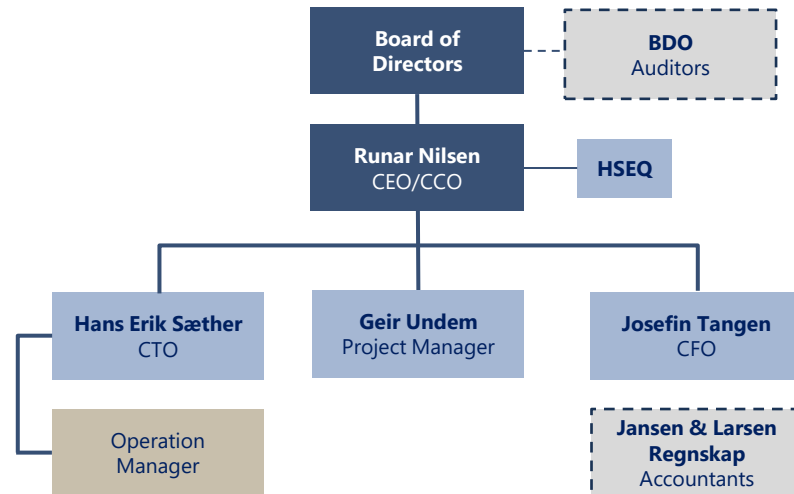 Board of
Directors
BDO
Auditors
Runar Nilsen
CEO/CCO
HSEQ
Hans Erik Sæther
CTO
Geir Undem
Project Manager
Josefin Tangen
CFO
Operation
Manager
Jansen & Larsen
Regnskap
Accountants